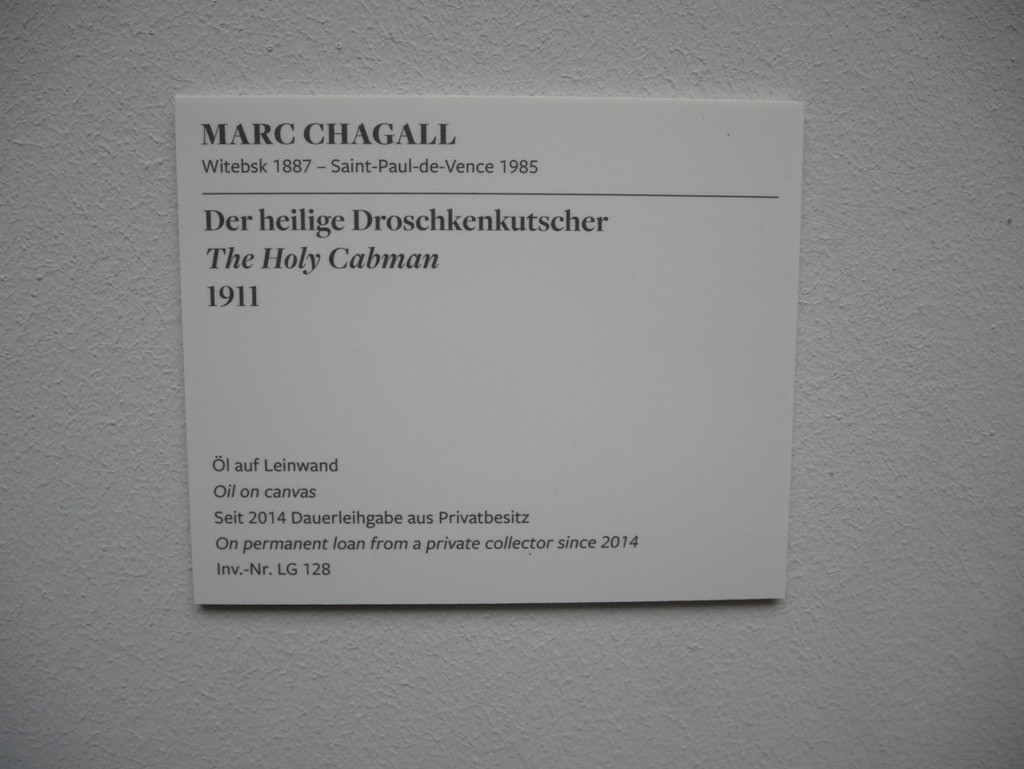 MARC CHAGALL
Witebsk 1887 – Saint-Paul-de-Vence 1985
Der heilige Droschkenkutscher
The Holy Cabman
1911
Öl auf Leinwand
Oil on canvas
Seit 2014 Dauerleihgabe aus Privatbesitz
On permanent loan from a private collector since 2014
Inv.-Nr. LG 128